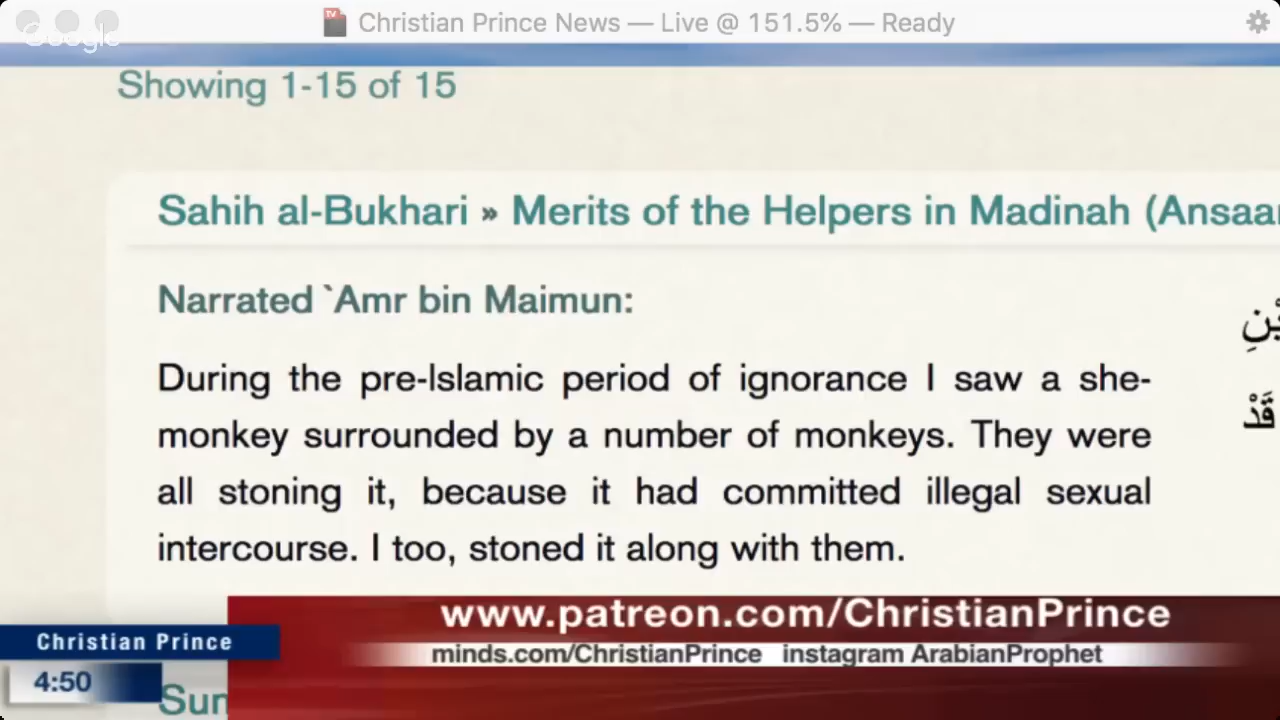 Christian Prince News — Live @ 151.5% — Ready
Google
Showing 1-15 of 15
Sahih al-Bukhari » Merits of the Helpers in Madinah (Ansaa
Narrated `Amr bin Maimun:
During the pre-Islamic period of ignorance I saw a she-
monkey surrounded by a number of monkeys. They were
all stoning it, because it had committed illegal sexual
intercourse. I too, stoned it along with them.
قَدْ
www.patreon.com/ChristianPrince
Christian Prince
minds.com/ChristianPrince instagram ArabianProphet
4:50
Sun